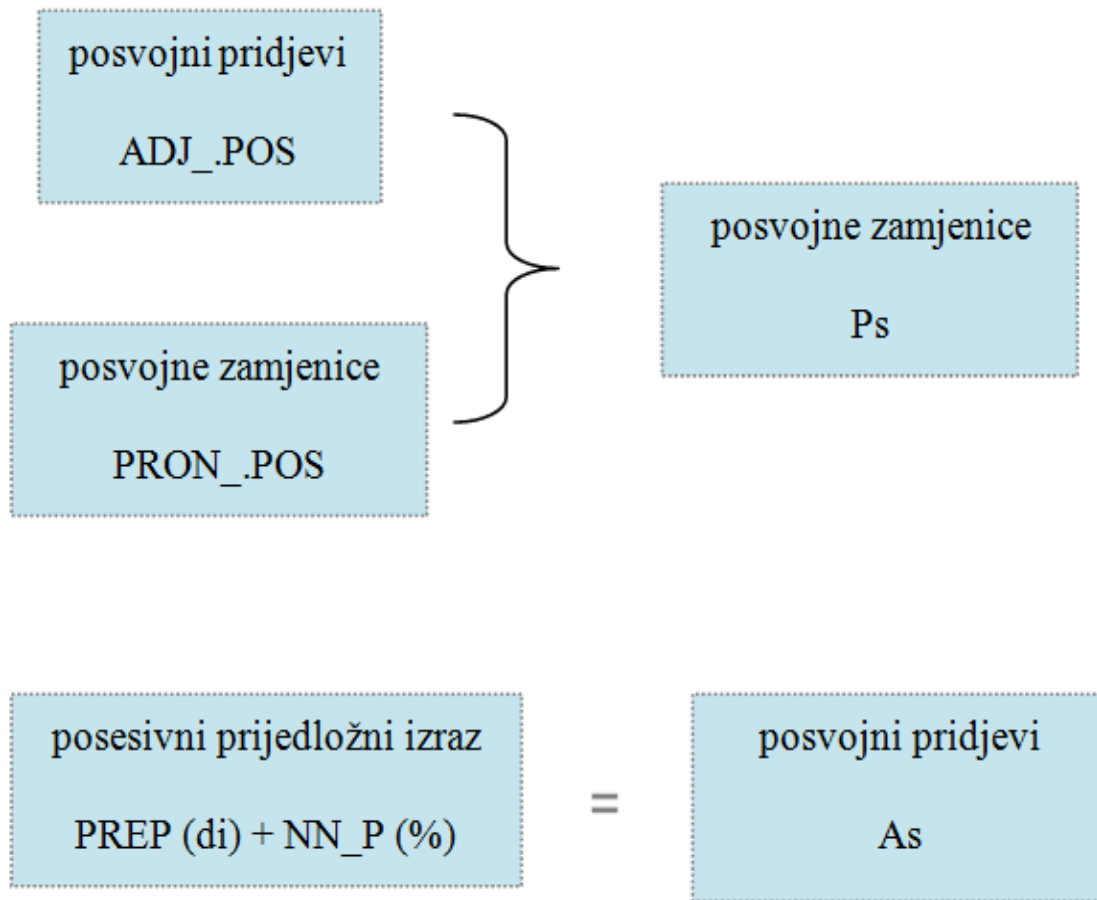 posvojni pridjevi
ADJ_.POS
posvojne zamjenice
PRON_.POS
posvojne zamjenice
Ps
posesivni prijedložni izraz
PREP (di) + NN_P (%)
=
posvojni pridjevi
As